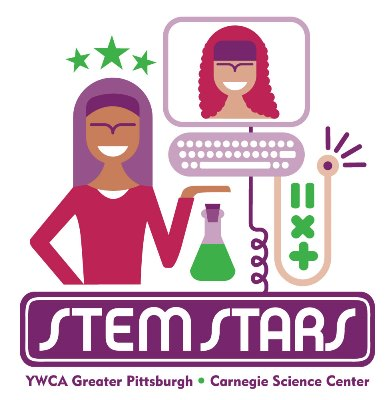 STEM STARS
YWCA Greater Pittsburgh • Carnegie Science Center